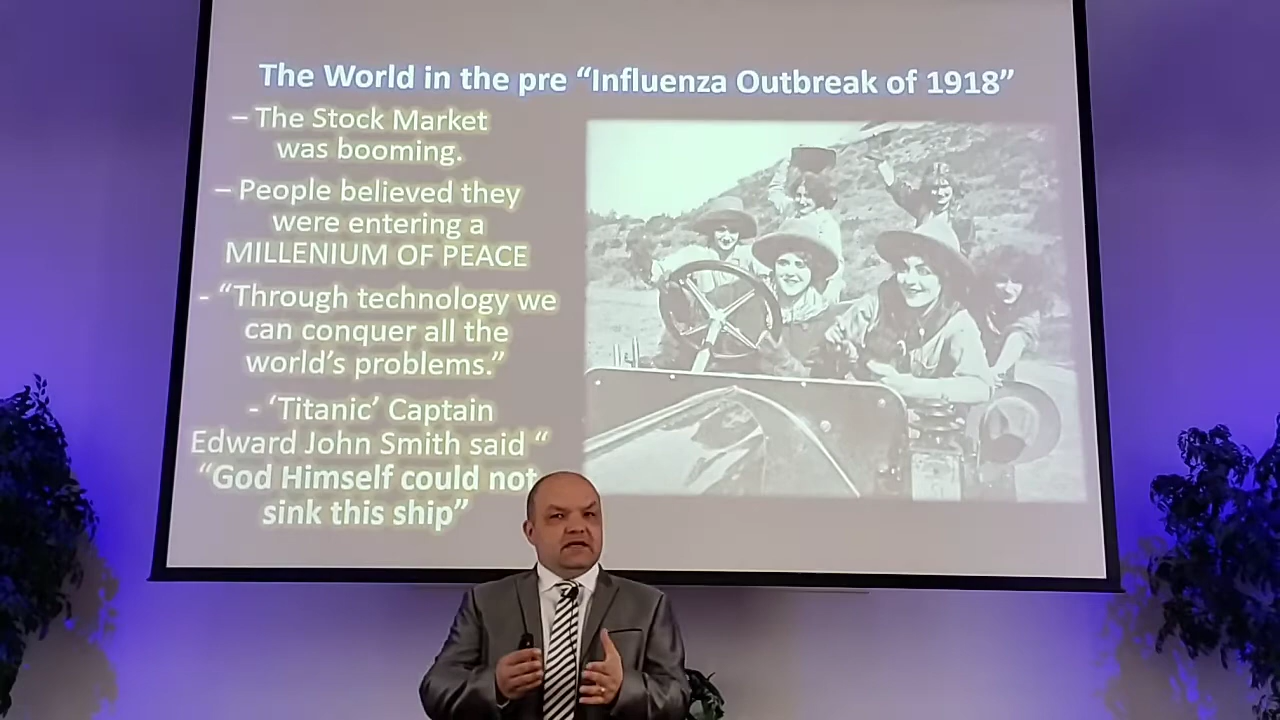 The World in the pre “Influenza Outbreak of 1918”
– The Stock Market
was booming.
– People believed they
were entering a
MILLENIUM OF PEACE
- “Through technology we
can conquer all the
world’s problems.”
- ‘Titanic’ Captain
Edward John Smith said “
“God Himself could not
sink this ship”